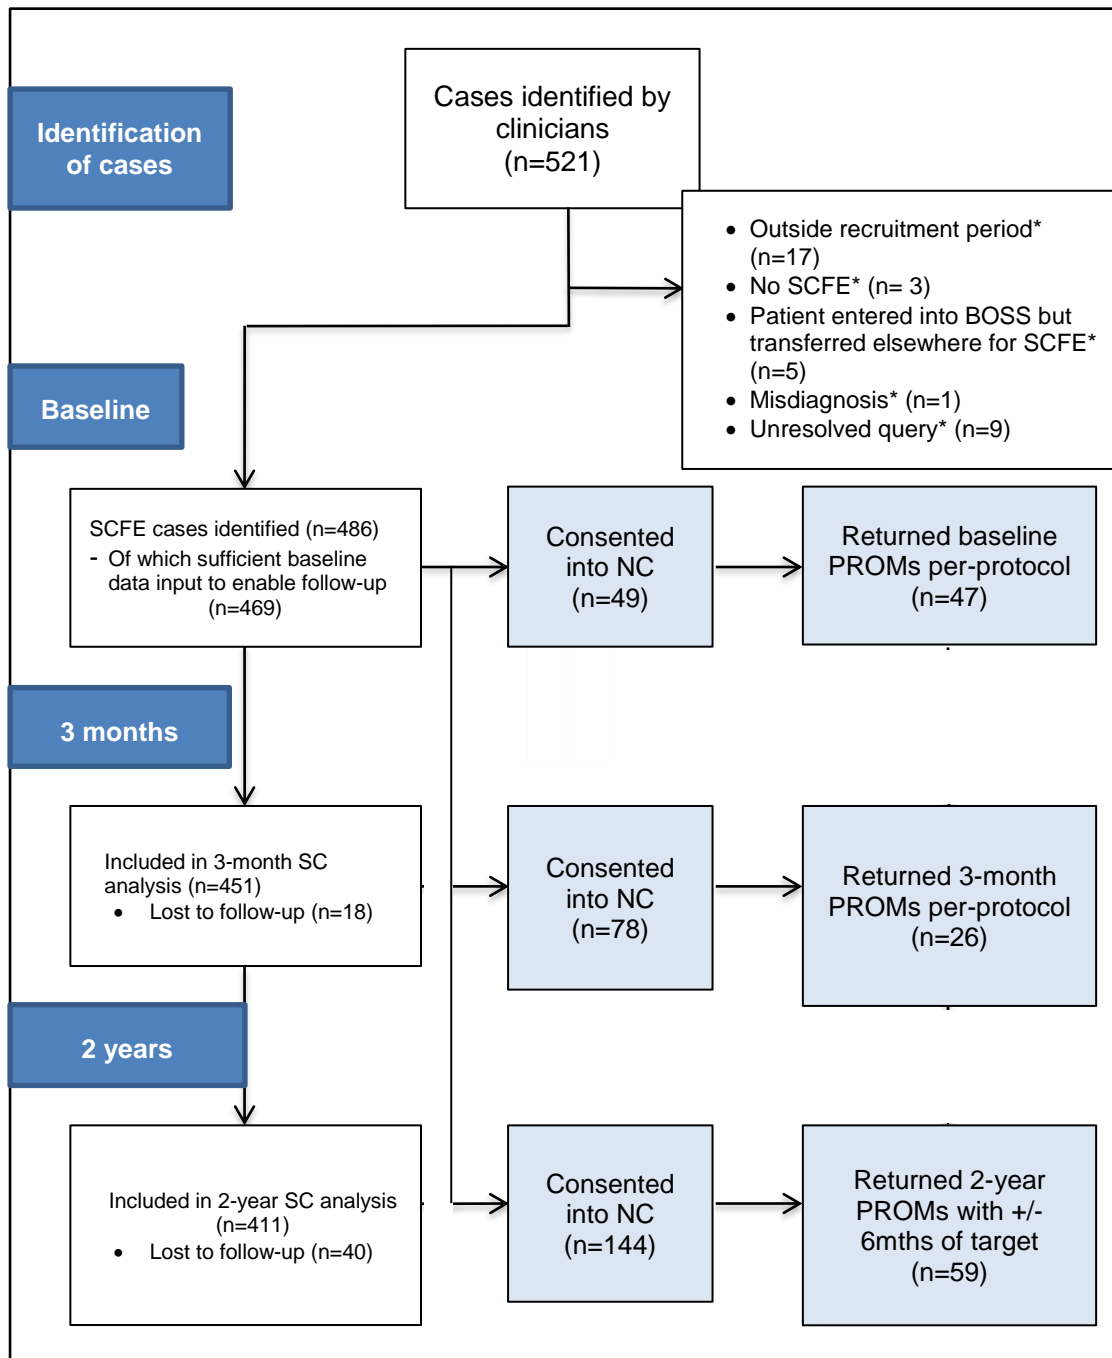 Identification
of cases
Cases identified by
clinicians
(n=521)
• Outside recruitment period*
(n=17)
• No SCFE* (n= 3)
• Patient entered into BOSS but
transferred elsewhere for SCFE*
(n=5)
• Misdiagnosis* (n=1)
• Unresolved query* (n=9)
Baseline
SCFE cases identified (n=486)
- Of which sufficient baseline
data input to enable follow-up
(n=469)
Consented
into NC
(n=49)
Returned baseline
PROMs per-protocol
(n=47)
3 months
Included in 3-month SC
analysis (n=451)
• Lost to follow-up (n=18)
Consented
into NC
(n=78)
Returned 3-month
PROMs per-protocol
(n=26)
2 years
Included in 2-year SC analysis
(n=411)
• Lost to follow-up (n=40)
Consented
into NC
(n=144)
Returned 2-year
PROMs with +/-
6mths of target
(n=59)